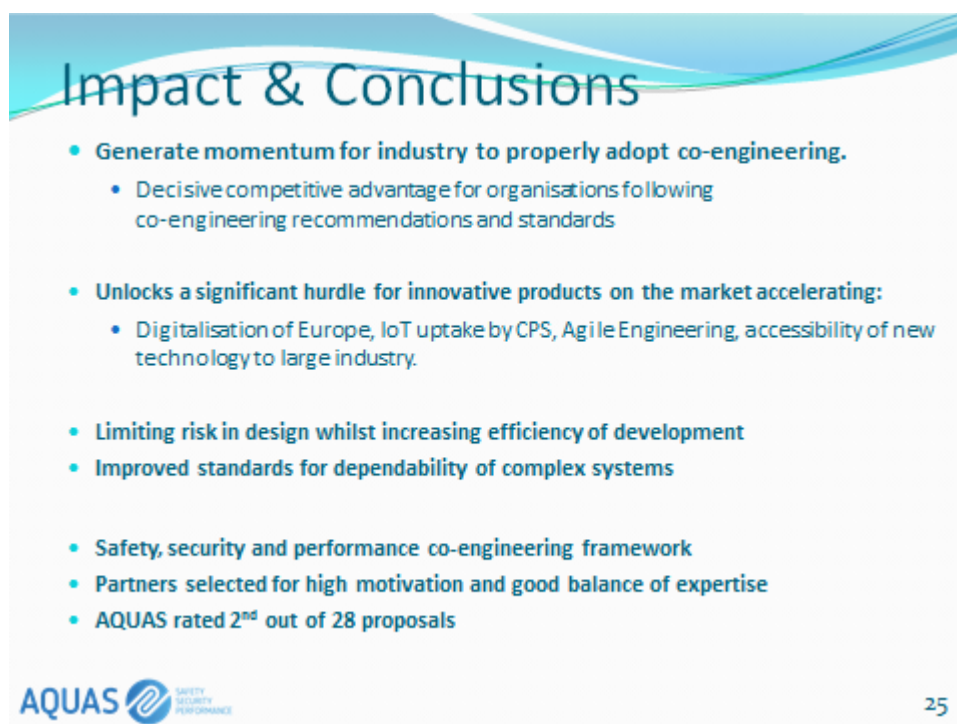 Impact & Conclusions
• Generate momentum for industry to properly adopt co-engineering.
• Decisive competitive advantage for organisations following
co-engineering recommendations and standards
• Unlocks a significant hurdle for innovative products on the market accelerating:
• Digitalisation of Europe, IoT uptake by CPS, Agile Engineering, accessibility of new
technology to large industry.
• Limiting risk in design whilst increasing efficiency of development
• Improved standards for dependability of complex systems
• Safety, security and performance co-engineering framework
• Partners selected for high motivation and good balance of expertise
• AQUAS rated 2nd out of 28 proposals
AQUAS
SAFETY
SECURITY
PERFORMANCE
25